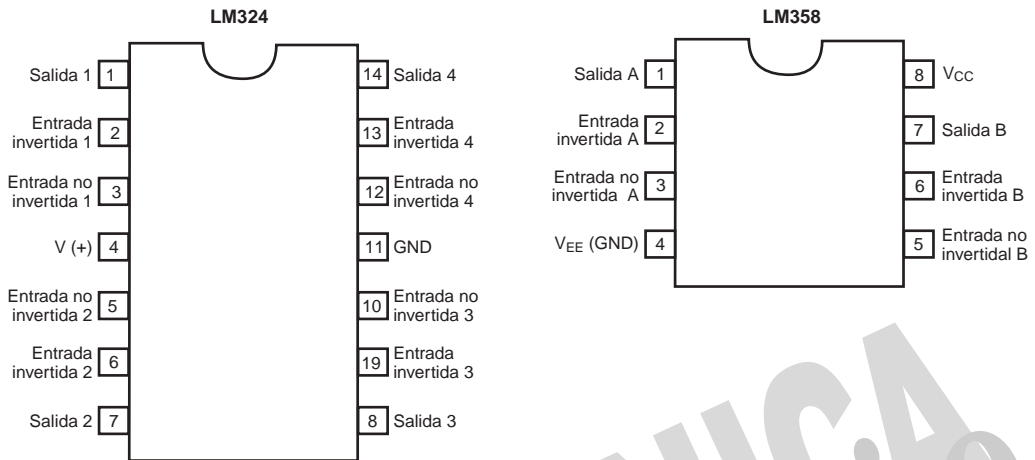 LM324
Salida 1 1
Entrada
invertida 1 2
Entrada no
invertida 1 3
V (+) 4
Entrada no
invertida 2 5
Entrada
invertida 2 6
Salida 2 7
14 Salida 4
13 Entrada
invertida 4
12 Entrada no
invertida 4
11 GND
10 Entrada no
invertida 3
19 Entrada
invertida 3
8 Salida 3
LM358
Salida A 1
Entrada
invertida A 2
Entrada no
invertida A 3
VEE (GND) 4
8 VCC
7 Salida B
6 Entrada
invertida B
5 Entrada no
invertidal B